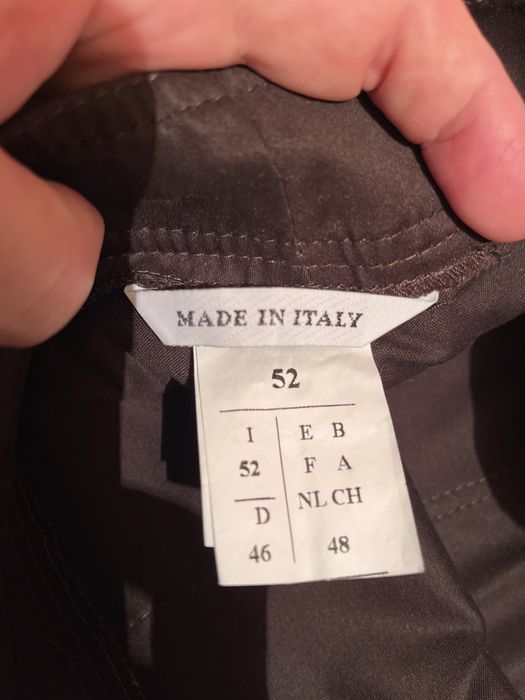 MADE IN ITALY
52
I E B
52 F A
NL CH
D
46 48